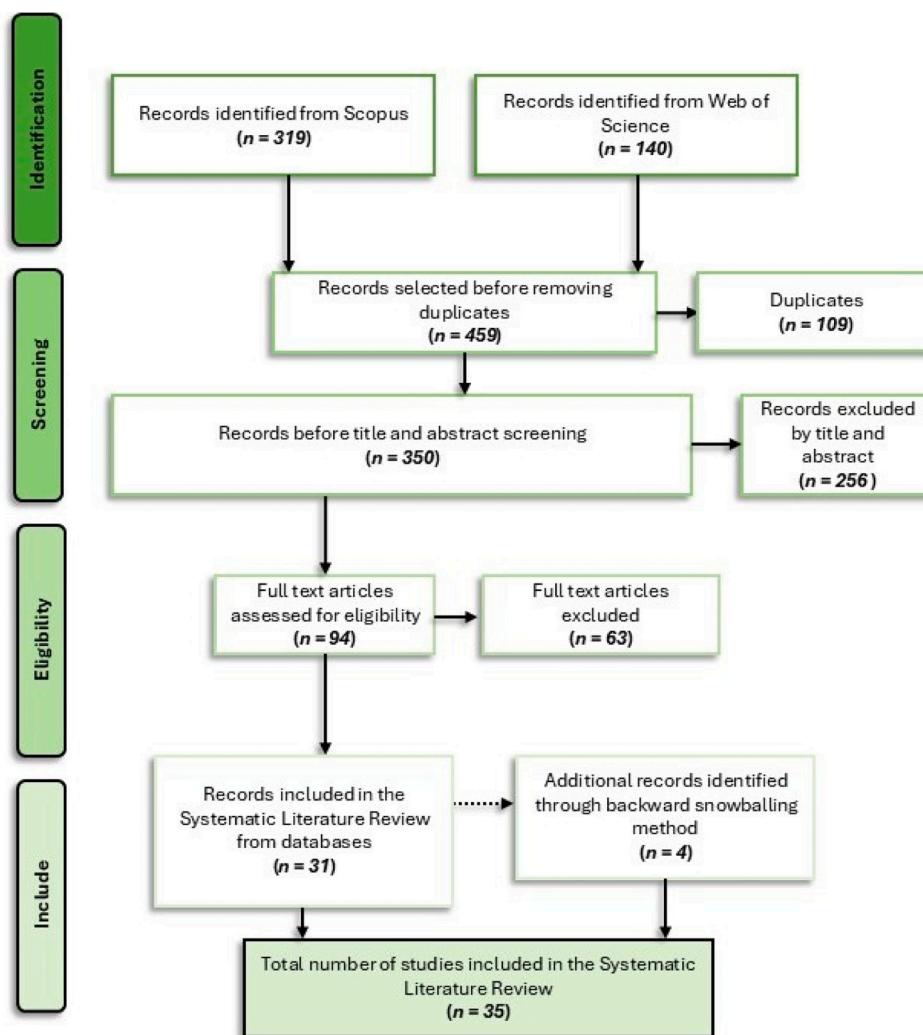 Identification
Records identified from Scopus
(n = 319)
Records identified from Web of
Science
(n = 140)
Screening
Records selected before removing
duplicates
(n = 459)
Duplicates
(n = 109)
Records before title and abstract screening
(n = 350)
Records excluded
by title and
abstract
(n = 256 )
Eligibility
Full text articles
assessed for eligibility
(n = 94)
Full text articles
excluded
(n = 63)
Include
Records included in the
Systematic Literature Review
from databases
(n = 31)
Additional records identified
through backward snowballing
method
(n = 4)
Total number of studies included in the Systematic
Literature Review
(n = 35)